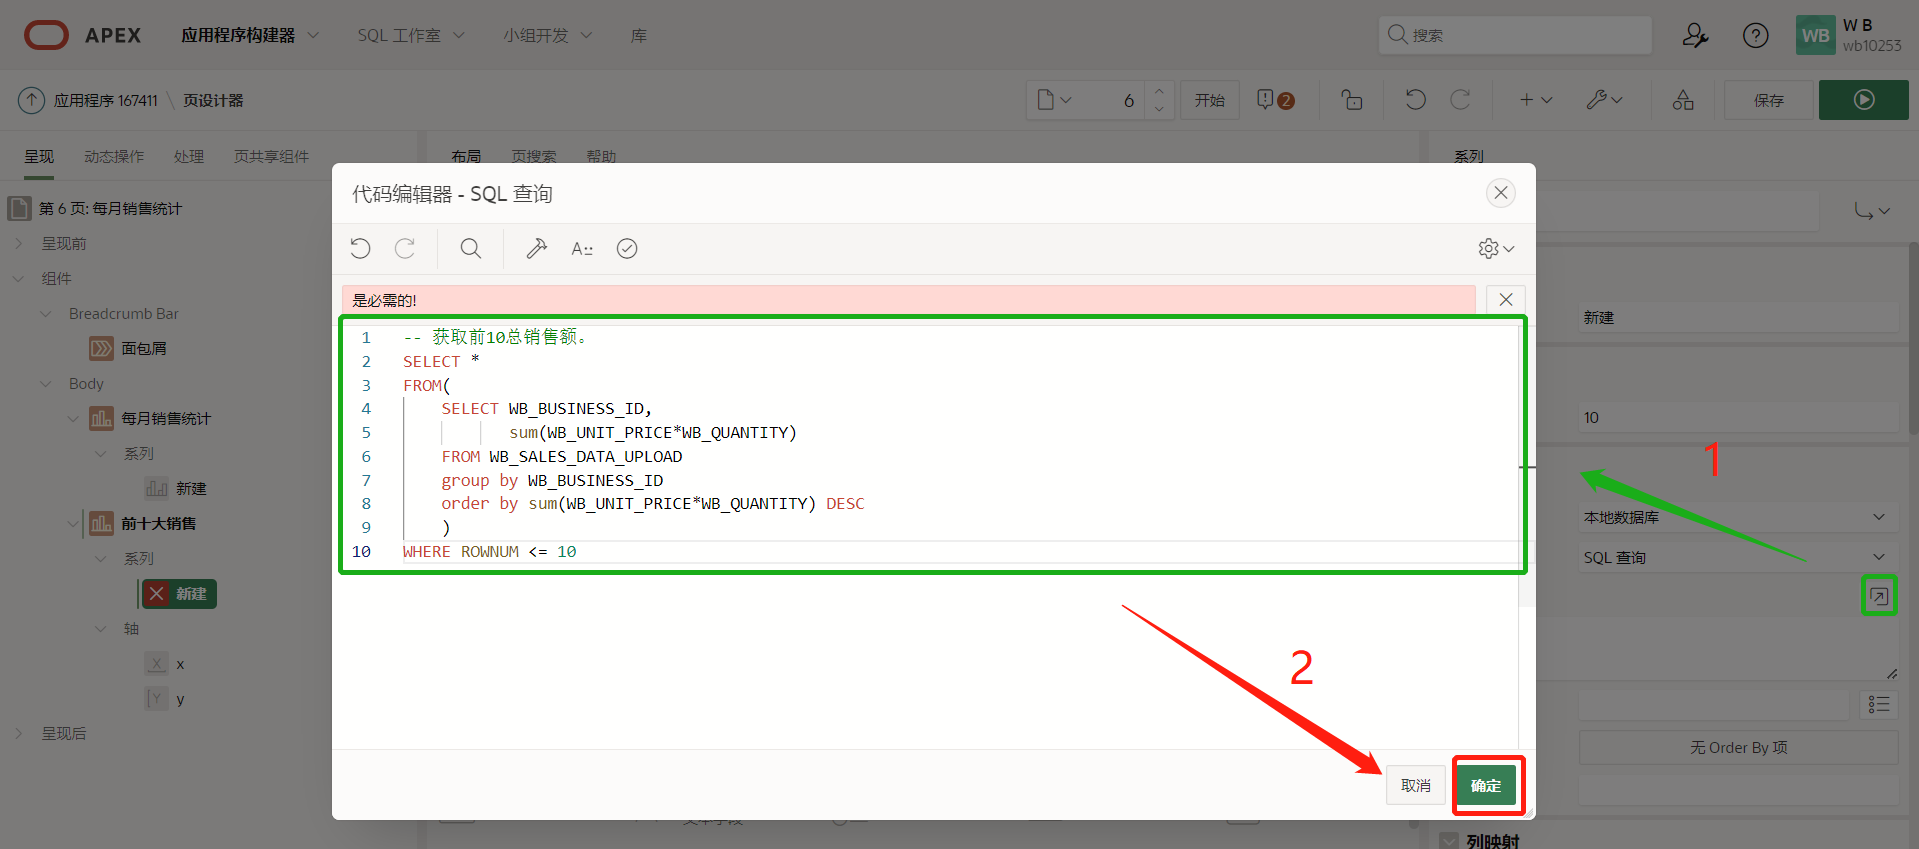 APEX 应用程序构建器 SQL 工作室 小组开发 库 搜索 WB W B
wb10253
应用程序 167411 \ 页设计器 6 开始 2 保存
呈现 动态操作 处理 页共享组件 布局 页搜索 帮助 系列
代码编辑器 - SQL 查询
第 6 页: 每月销售统计
呈现前
组件
Breadcrumb Bar
面包屑
Body
每月销售统计
系列
新建
前十大销售
系列
新建
轴
X x
Y y
呈现后
A::
是必需的!
1 -- 获取前10总销售额。
2 SELECT *
3 FROM(
4 SELECT WB_BUSINESS_ID,
5 sum(WB_UNIT_PRICE*WB_QUANTITY)
6 FROM WB_SALES_DATA_UPLOAD
7 group by WB_BUSINESS_ID
8 order by sum(WB_UNIT_PRICE*WB_QUANTITY) DESC
9 )
10 WHERE ROWNUM <= 10
新建
10
1
本地数据库
SQL 查询
2
无 Order By 项
取消 确定
列映射